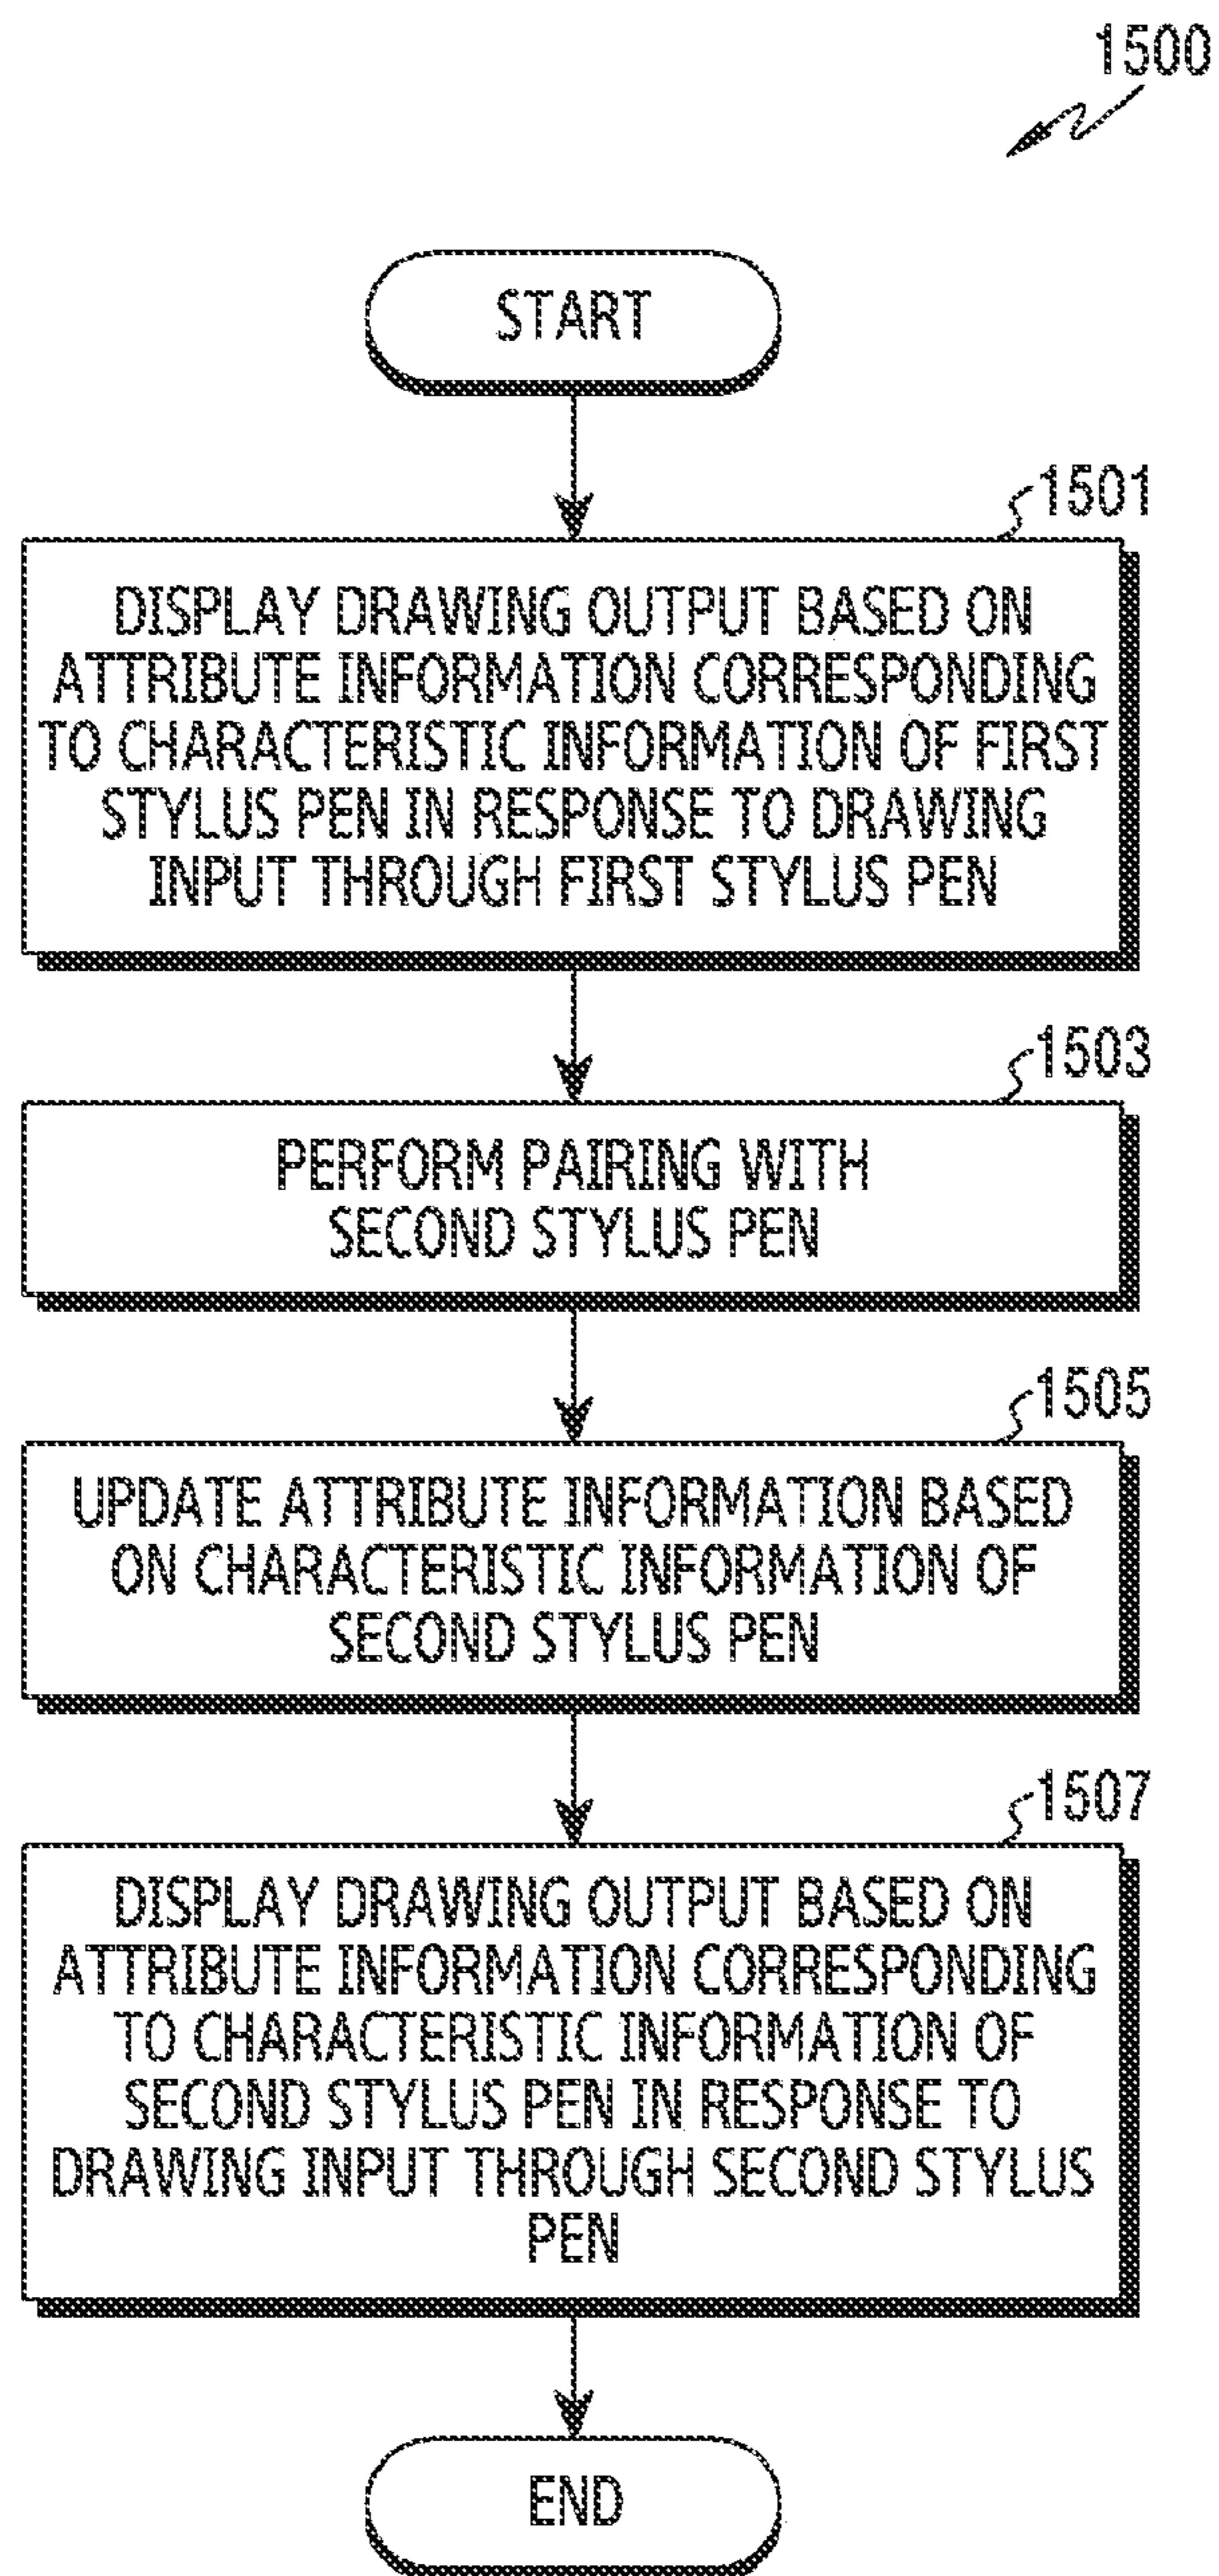 1500
START
1501
DISPLAY DRAWING OUTPUT BASED ON
ATTRIBUTE INFORMATION CORRESPONDING
TO CHARACTERISTIC INFORMATION OF FIRST
STYLUS PEN IN RESPONSE TO DRAWING
INPUT THROUGH FIRST STYLUS PEN
1503
PERFORM PAIRING WITH
SECOND STYLUS PEN
1505
UPDATE ATTRIBUTE INFORMATION BASED
ON CHARACTERISTIC INFORMATION OF
SECOND STYLUS PEN
1507
DISPLAY DRAWING OUTPUT BASED ON
ATTRIBUTE INFORMATION CORRESPONDING
TO CHARACTERISTIC INFORMATION OF
SECOND STYLUS PEN IN RESPONSE TO
DRAWING INPUT THROUGH SECOND STYLUS
PEN
END